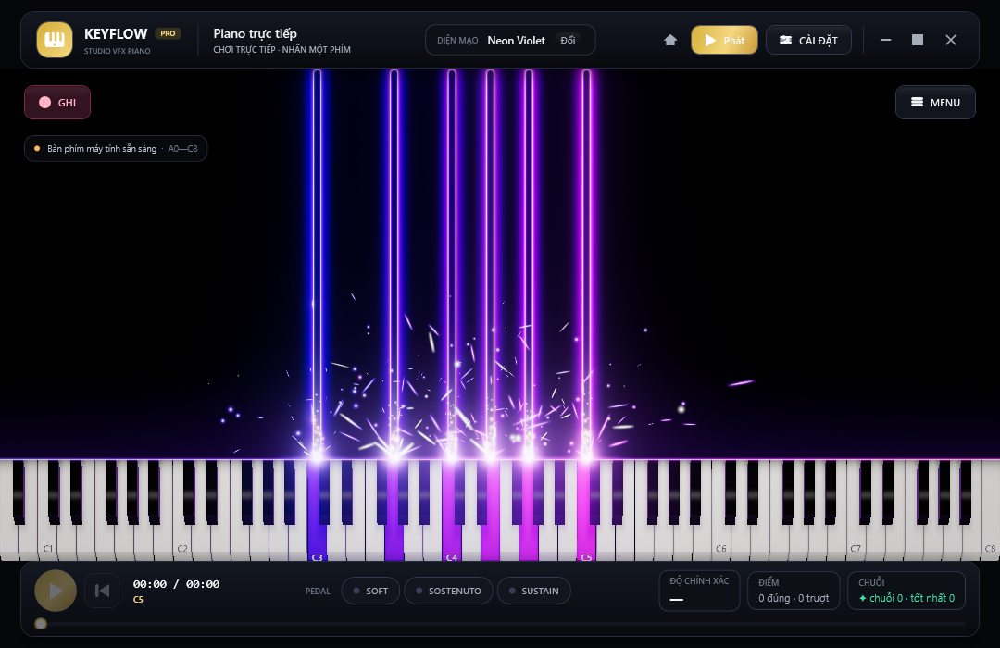 KEYFLOW PRO
STUDIO VFX PIANO
Piano trực tiếp
CHƠI TRỰC TIẾP · NHẤN MỘT PHÍM
DIỆN MẠO Neon Violet Đổi
Phát
CÀI ĐẶT
GHI
MENU
Bàn phím máy tính sẵn sàng · A0—C8
C1 C2 C3 C4 C5 C6 C7 C8
00:00 / 00:00
C5
PEDAL SOFT SOSTENUTO SUSTAIN
ĐỘ CHÍNH XÁC
—
ĐIỂM
0 đúng · 0 trượt
CHUỖI
✦ chuỗi 0 · tốt nhất 0